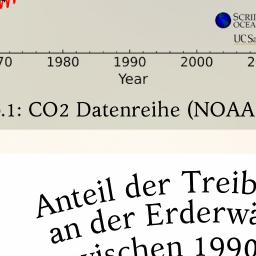 SCRI
OCEA
UC Sa
70 1980 1990 2000 2
Year
.1: CO2 Datenreihe (NOAA
Anteil der Treib
an der Erderwä
wischen 1990